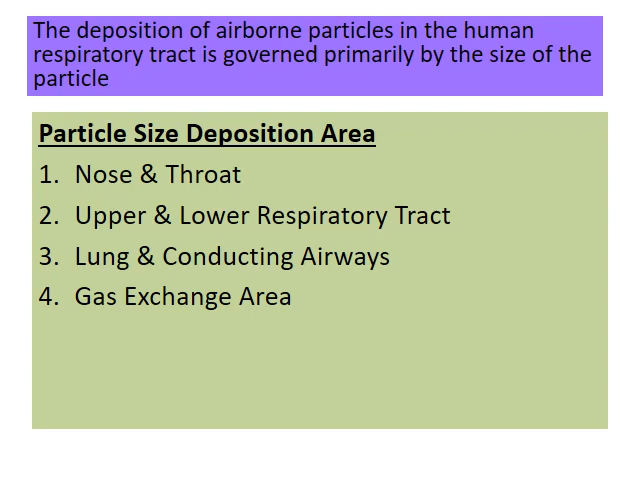 The deposition of airborne particles in the human
respiratory tract is governed primarily by the size of the
particle
Particle Size Deposition Area
1. Nose & Throat
2. Upper & Lower Respiratory Tract
3. Lung & Conducting Airways
4. Gas Exchange Area